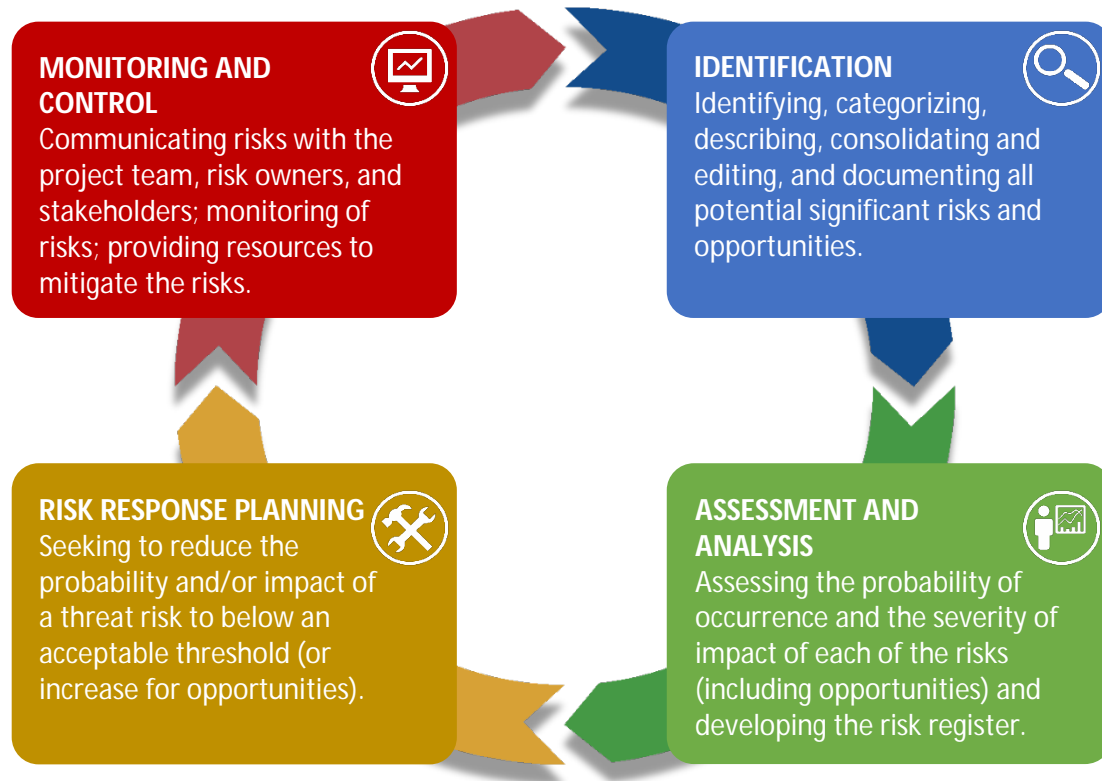 MONITORING AND
CONTROL
Communicating risks with the
project team, risk owners, and
stakeholders; monitoring of
risks; providing resources to
mitigate the risks.
IDENTIFICATION
Identifying, categorizing,
describing, consolidating and
editing, and documenting all
potential significant risks and
opportunities.
RISK RESPONSE PLANNING
Seeking to reduce the
probability and/or impact of
a threat risk to below an
acceptable threshold (or
increase for opportunities).
ASSESSMENT AND
ANALYSIS
Assessing the probability of
occurrence and the severity of
impact of each of the risks
(including opportunities) and
developing the risk register.